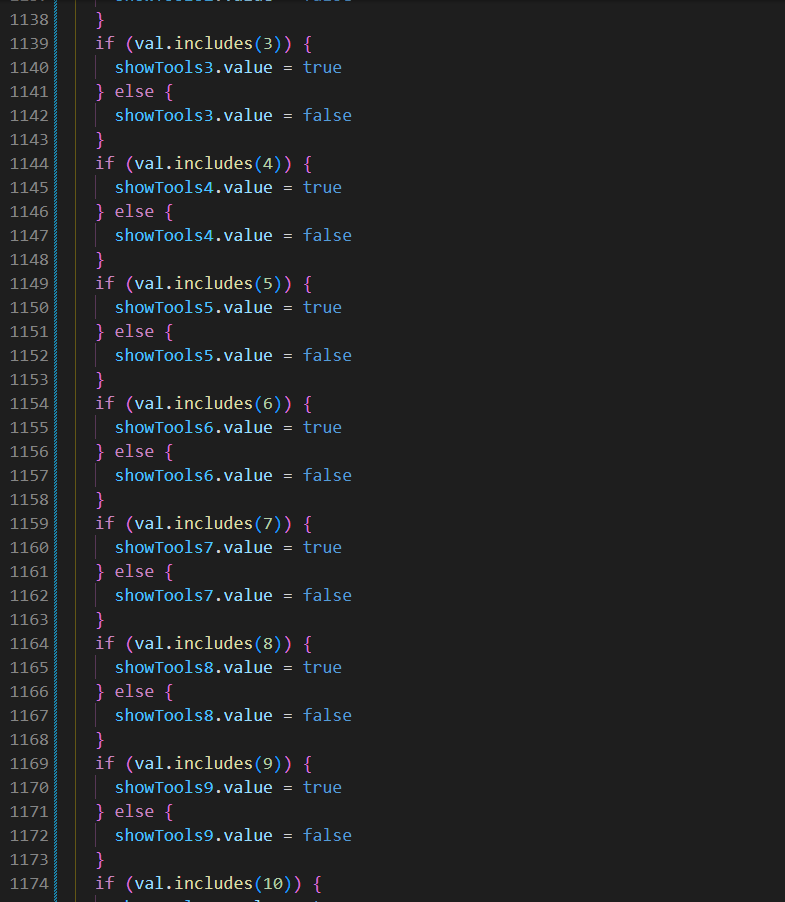 1138 }
1139 if (val.includes(3)) {
1140 showTools3.value = true
1141 } else {
1142 showTools3.value = false
1143 }
1144 if (val.includes(4)) {
1145 showTools4.value = true
1146 } else {
1147 showTools4.value = false
1148 }
1149 if (val.includes(5)) {
1150 showTools5.value = true
1151 } else {
1152 showTools5.value = false
1153 }
1154 if (val.includes(6)) {
1155 showTools6.value = true
1156 } else {
1157 showTools6.value = false
1158 }
1159 if (val.includes(7)) {
1160 showTools7.value = true
1161 } else {
1162 showTools7.value = false
1163 }
1164 if (val.includes(8)) {
1165 showTools8.value = true
1166 } else {
1167 showTools8.value = false
1168 }
1169 if (val.includes(9)) {
1170 showTools9.value = true
1171 } else {
1172 showTools9.value = false
1173 }
1174 if (val.includes(10)) {